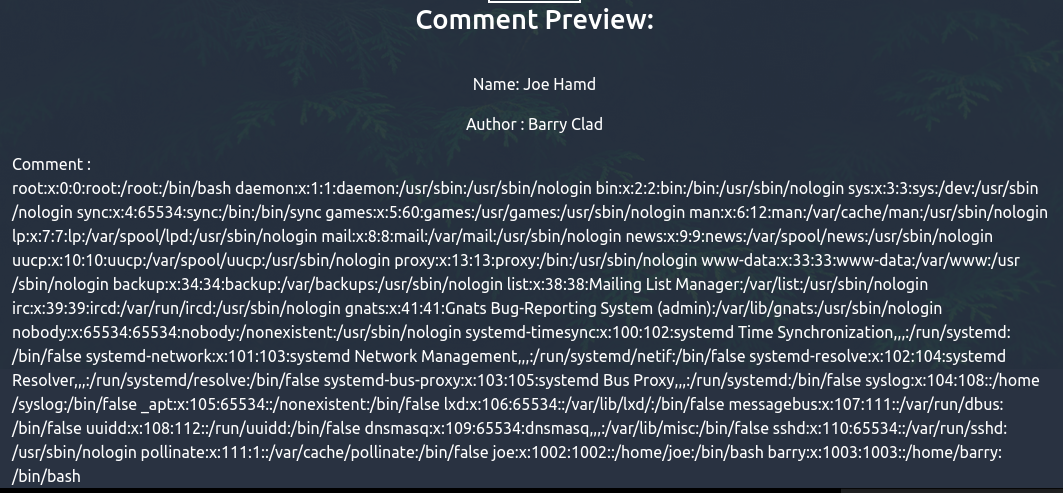 Comment Preview:
Name: Joe Hamd
Author : Barry Clad
Comment :
root:x:0:0:root:/root:/bin/bash daemon:x:1:1:daemon:/usr/sbin:/usr/sbin/nologin bin:x:2:2:bin:/bin:/usr/sbin/nologin sys:x:3:3:sys:/dev:/usr/sbin
/nologin sync:x:4:65534:sync:/bin:/bin/sync games:x:5:60:games:/usr/games:/usr/sbin/nologin man:x:6:12:man:/var/cache/man:/usr/sbin/nologin
lp:x:7:7:lp:/var/spool/lpd:/usr/sbin/nologin mail:x:8:8:mail:/var/mail:/usr/sbin/nologin news:x:9:9:news:/var/spool/news:/usr/sbin/nologin
uucp:x:10:10:uucp:/var/spool/uucp:/usr/sbin/nologin proxy:x:13:13:proxy:/bin:/usr/sbin/nologin www-data:x:33:33:www-data:/var/www:/usr
/sbin/nologin backup:x:34:34:backup:/var/backups:/usr/sbin/nologin list:x:38:38:Mailing List Manager:/var/list:/usr/sbin/nologin
irc:x:39:39:ircd:/var/run/ircd:/usr/sbin/nologin gnats:x:41:41:Gnats Bug-Reporting System (admin):/var/lib/gnats:/usr/sbin/nologin
nobody:x:65534:65534:nobody:/nonexistent:/usr/sbin/nologin systemd-timesync:x:100:102:systemd Time Synchronization,,,:/run/systemd:
/bin/false systemd-network:x:101:103:systemd Network Management,,,:/run/systemd/netif:/bin/false systemd-resolve:x:102:104:systemd
Resolver,,,:/run/systemd/resolve:/bin/false systemd-bus-proxy:x:103:105:systemd Bus Proxy,,,:/run/systemd:/bin/false syslog:x:104:108::/home
/syslog:/bin/false _apt:x:105:65534::/nonexistent:/bin/false lxd:x:106:65534::/var/lib/lxd/:/bin/false messagebus:x:107:111::/var/run/dbus:
/bin/false uuidd:x:108:112::/run/uuidd:/bin/false dnsmasq:x:109:65534:dnsmasq,,,:/var/lib/misc:/bin/false sshd:x:110:65534::/var/run/sshd:
/usr/sbin/nologin pollinate:x:111:1::/var/cache/pollinate:/bin/false joe:x:1002:1002::/home/joe:/bin/bash barry:x:1003:1003::/home/barry:
/bin/bash